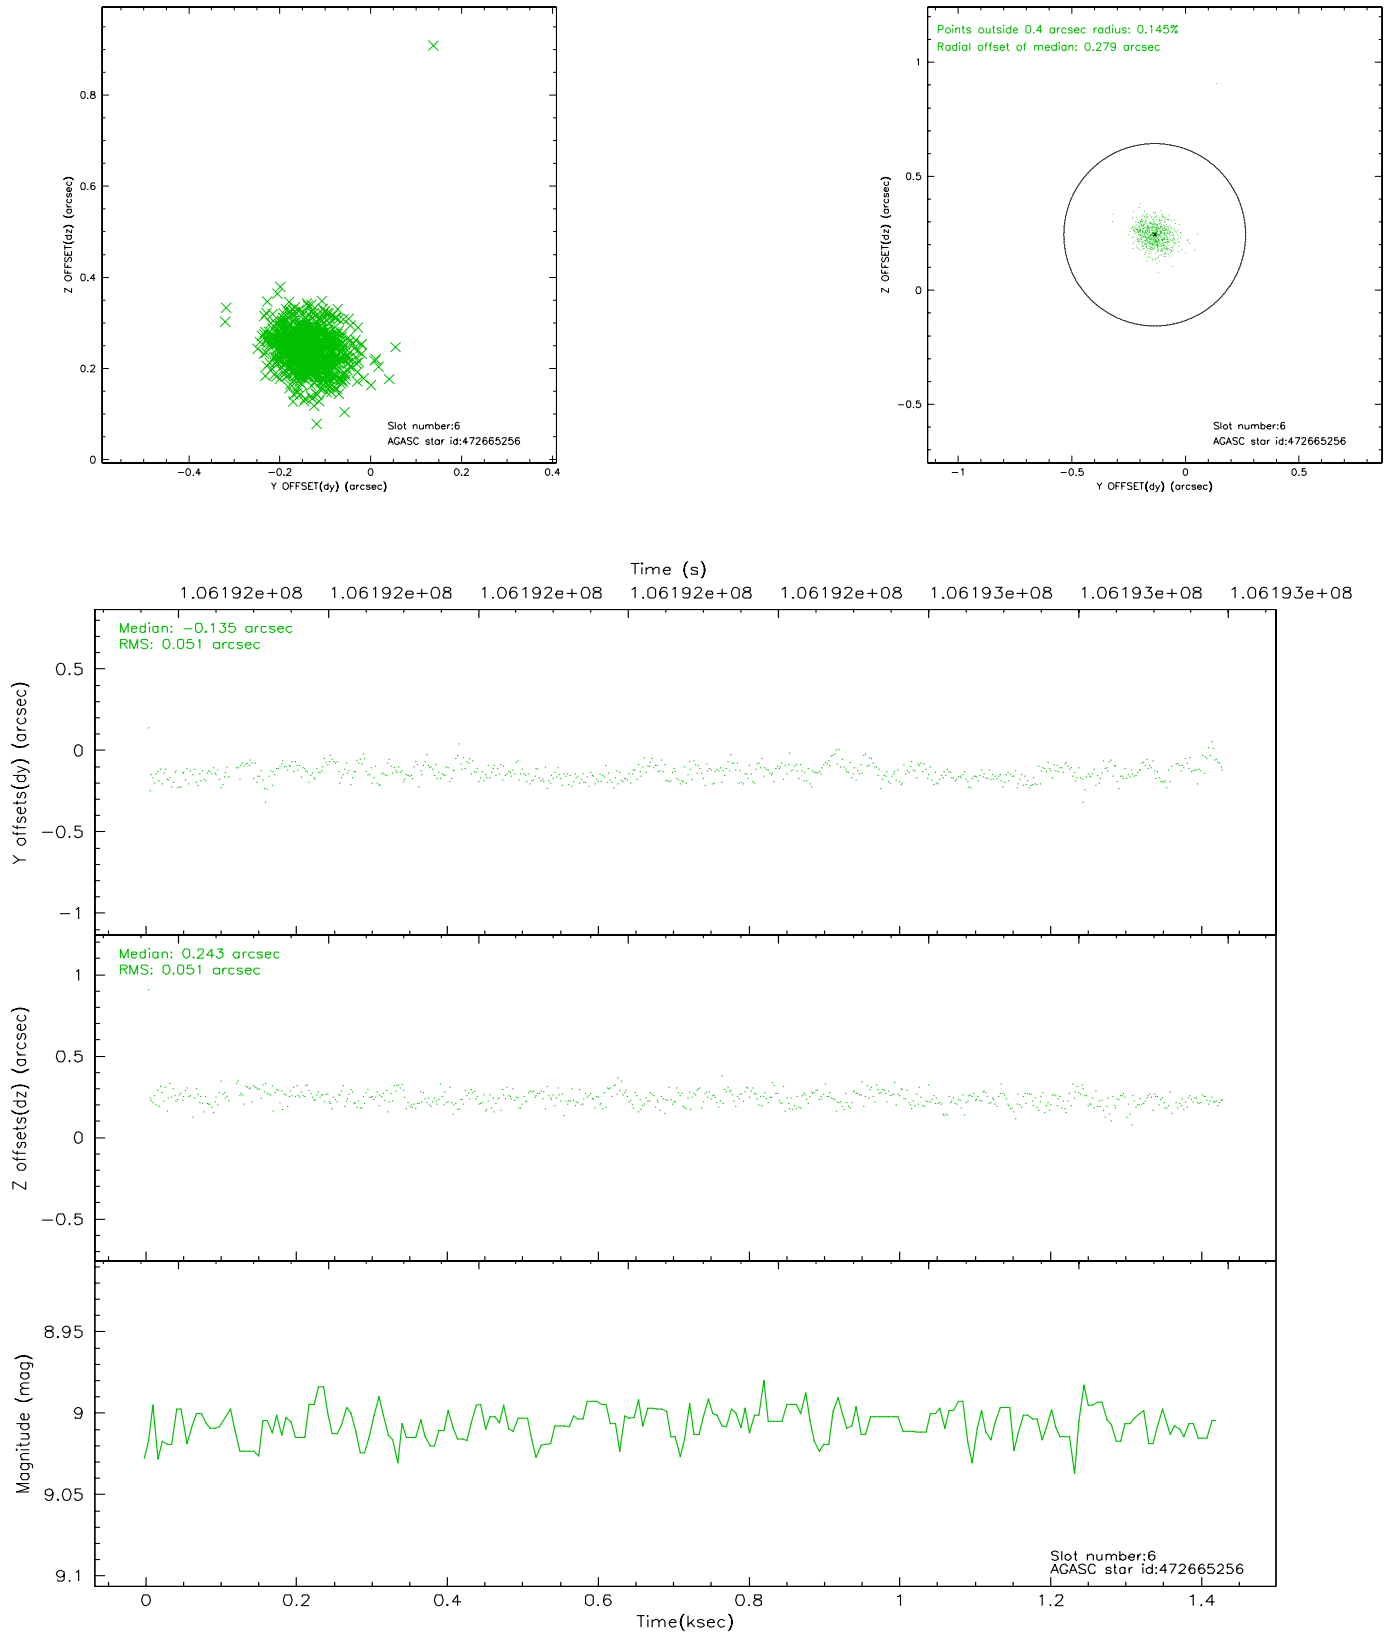 0.8
0.6
0.4
0.2
0
Z OFFSET(dz) (arcsec)
Slot number:6
AGASC star id:472665256
−0.4 −0.2 0 0.2 0.4
Y OFFSET(dy) (arcsec)
Points outside 0.4 arcsec radius: 0.145%
Radial offset of median: 0.279 arcsec
1
0.5
0
−0.5
Z OFFSET(dz) (arcsec)
Slot number:6
AGASC star id:472665256
−1 −0.5 0 0.5
Y OFFSET(dy) (arcsec)
Time (s)
1.06192e+08 1.06192e+08 1.06192e+08 1.06192e+08 1.06192e+08 1.06193e+08 1.06193e+08 1.06193e+08
Median: −0.135 arcsec
RMS: 0.051 arcsec
0.5
0
−0.5
−1
Y offsets(dy) (arcsec)
Median: 0.243 arcsec
RMS: 0.051 arcsec
1
0.5
0
−0.5
Z offsets(dz) (arcsec)
8.95
9
9.05
9.1
Magnitude (mag)
Slot number:6
AGASC star id:472665256
0 0.2 0.4 0.6 0.8 1 1.2 1.4
Time(ksec)